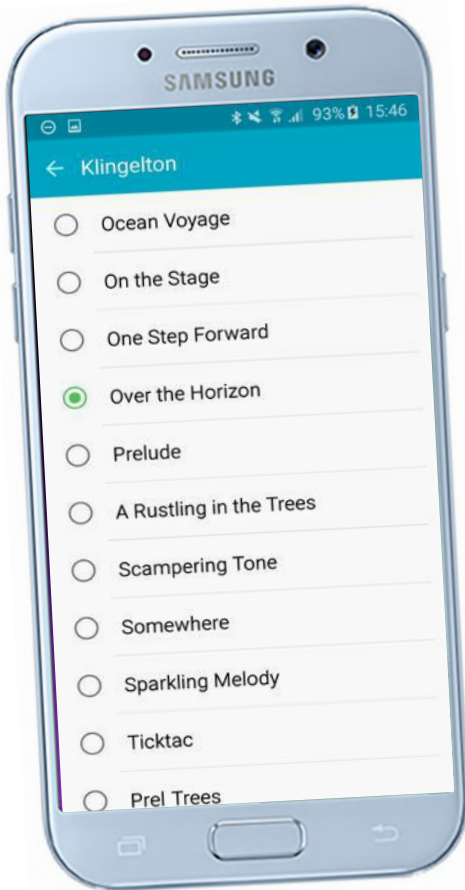 SAMSUNG
93% 15:46
← Klingelton
Ocean Voyage
On the Stage
One Step Forward
Over the Horizon
Prelude
A Rustling in the Trees
Scampering Tone
Somewhere
Sparkling Melody
Ticktac
Prel Trees